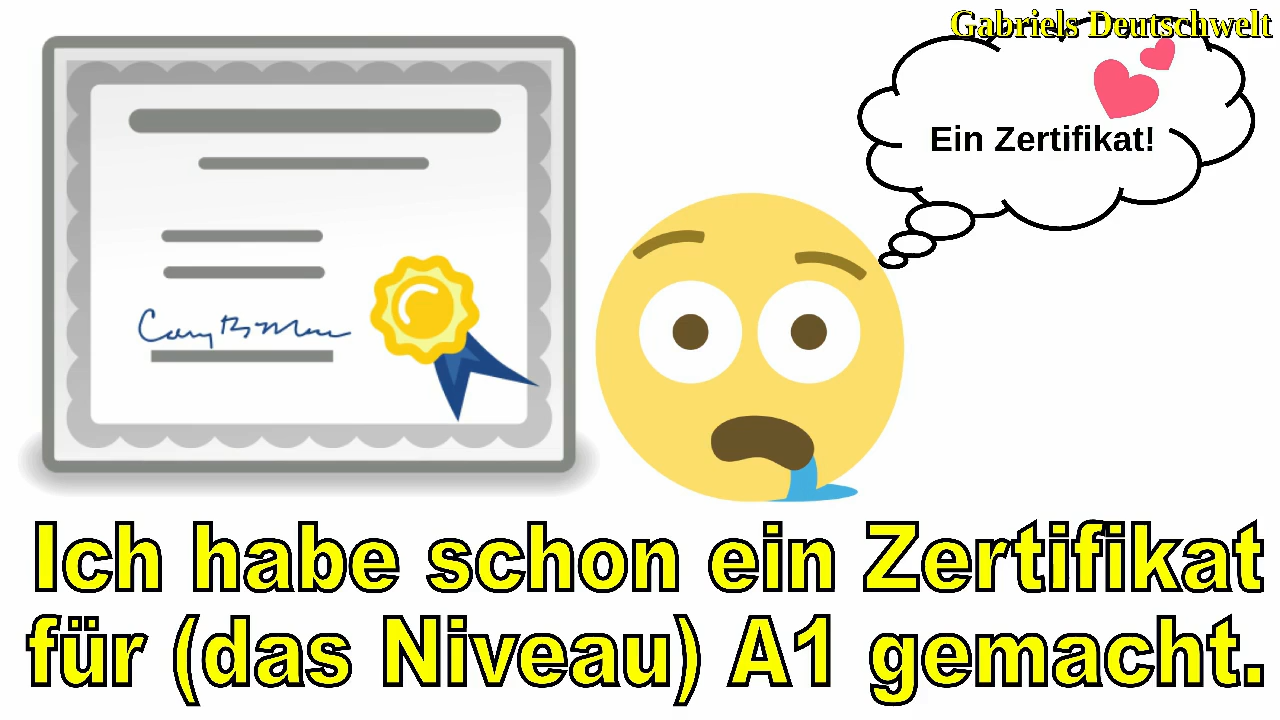 Gabriels Deutschwelt
Ein Zertifikat!
Ich habe schon ein Zertifikat
für (das Niveau) A1 gemacht.